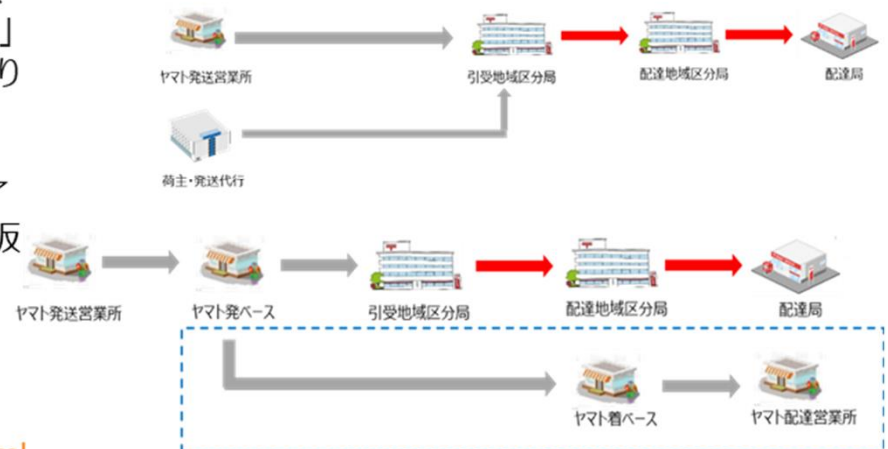 」
り
ヤマト発送営業所
引受地域区分局
配達地域区分局
配達局
荷主・発送代行
坂
ヤマト発送営業所
ヤマト発ベース
引受地域区分局
配達地域区分局
配達局
ヤマト着ベース
ヤマト配達営業所